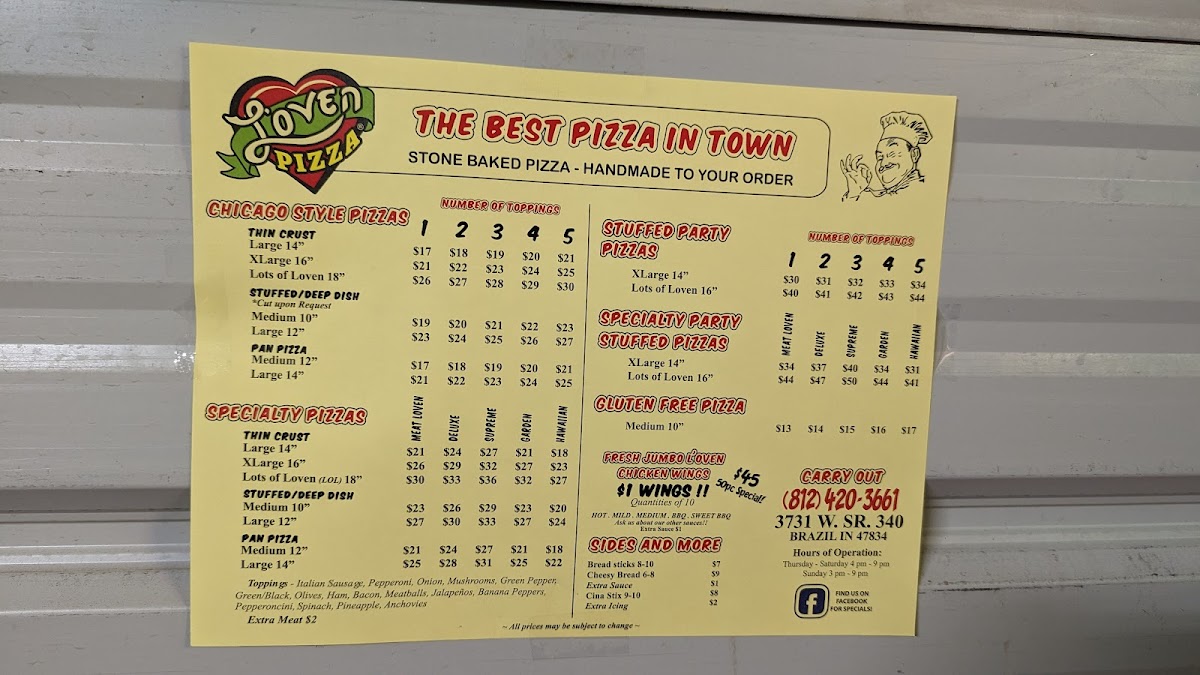 L'oven
PIZZA®
THE BEST PIZZA IN TOWN
STONE BAKED PIZZA - HANDMADE TO YOUR ORDER
CHICAGO STYLE PIZZAS
NUMBER OF TOPPINGS
1 2 3 4 5
THIN CRUST
Large 14" $17 $18 $19 $20 $21
XLarge 16" $21 $22 $23 $24 $25
Lots of Loven 18" $26 $27 $28 $29 $30
STUFFED/DEEP DISH
*Cut upon Request
Medium 10" $19 $20 $21 $22 $23
Large 12" $23 $24 $25 $26 $27
PAN PIZZA
Medium 12" $17 $18 $19 $20 $21
Large 14" $21 $22 $23 $24 $25
SPECIALTY PIZZAS
MEAT LOVEN DELUXE SUPREME GARDEN HAWAIIAN
THIN CRUST
Large 14" $21 $24 $27 $21 $18
XLarge 16" $26 $29 $32 $27 $23
Lots of Loven (LOL) 18" $30 $33 $36 $32 $27
STUFFED/DEEP DISH
Medium 10" $23 $26 $29 $23 $20
Large 12" $27 $30 $33 $27 $24
PAN PIZZA
Medium 12" $21 $24 $27 $21 $18
Large 14" $25 $28 $31 $25 $22
Toppings - Italian Sausage, Pepperoni, Onion, Mushrooms, Green Pepper,
Green/Black, Olives, Ham, Bacon, Meatballs, Jalapeños, Banana Peppers,
Pepperoncini, Spinach, Pineapple, Anchovies
Extra Meat $2
STUFFED PARTY
PIZZAS
NUMBER OF TOPPINGS
1 2 3 4 5
XLarge 14" $30 $31 $32 $33 $34
Lots of Loven 16" $40 $41 $42 $43 $44
SPECIALTY PARTY
STUFFED PIZZAS
MEAT LOVEN DELUXE SUPREME GARDEN HAWAIIAN
XLarge 14" $34 $37 $40 $34 $31
Lots of Loven 16" $44 $47 $50 $44 $41
GLUTEN FREE PIZZA
Medium 10" $13 $14 $15 $16 $17
FRESH JUMBO L'OVEN
CHICKEN WINGS
$1 WINGS !!
$45
50pc Special!
Quantities of 10
HOT . MILD . MEDIUM . BBQ . SWEET BBQ
Ask us about our other sauces!!
Extra Sauce $1
SIDES AND MORE
Bread sticks 8-10 $7
Cheesy Bread 6-8 $9
Extra Sauce $1
Cina Stix 9-10 $8
Extra Icing $2
CARRY OUT
(812) 420-3661
3731 W. SR. 340
BRAZIL IN 47834
Hours of Operation:
Thursday - Saturday 4 pm - 9 pm
Sunday 3 pm - 9 pm
f
FIND US ON
FACEBOOK
FOR SPECIALS!
~ All prices may be subject to change ~